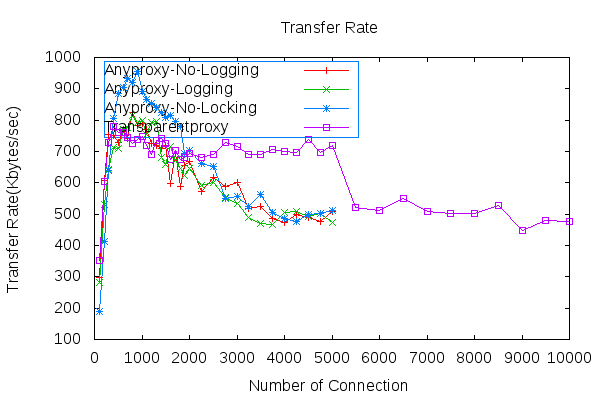 Transfer Rate
1000
900
800
700
600
500
400
300
200
100
Transfer Rate(Kbytes/sec)
Anyproxy-No-Logging
Anyproxy-Logging
Anyproxy-No-Locking
Transparentproxy
0 1000 2000 3000 4000 5000 6000 7000 8000 9000 10000
Number of Connection